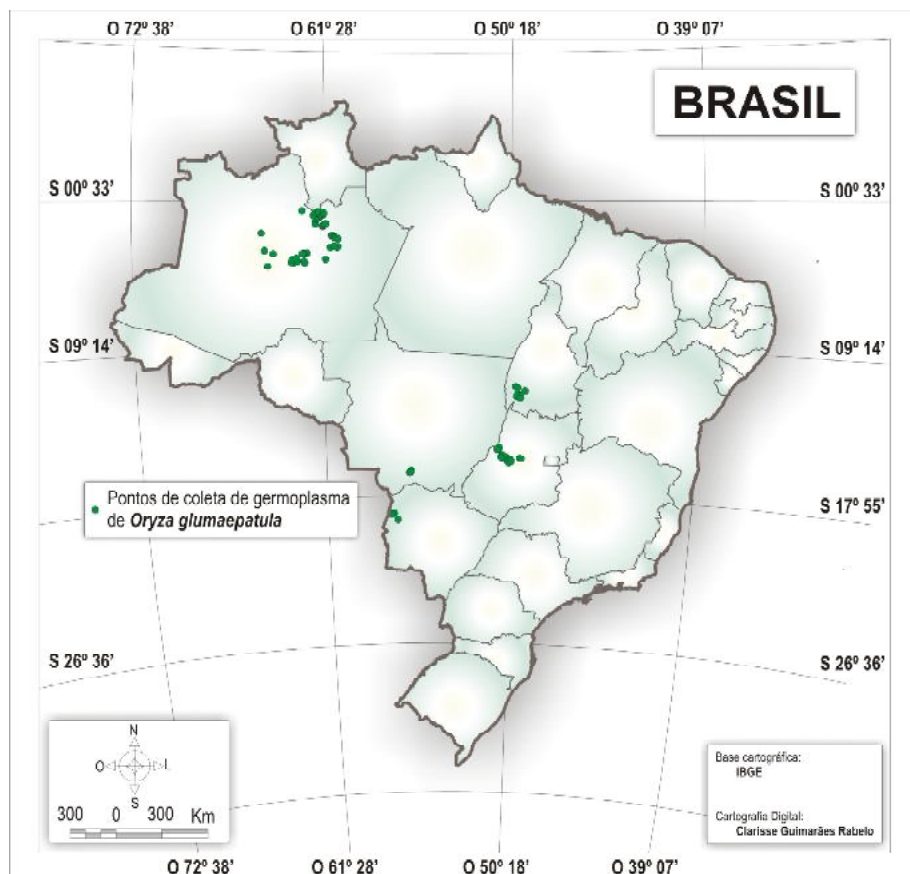 O 72º 38’ O 61º 28’ O 50º 18’ O 39º 07’
BRASIL
S 00º 33’ S 00º 33’
S 09º 14’ S 09º 14’
Pontos de coleta de germoplasma
de Oryza glumaepatula
S 17º 55’
S 26º 36’ S 26º 36’
N
O L
S
300 0 300 Km
Base cartográfica:
IBGE
Cartografia Digital:
Clarisse Guimarães Rabelo
O 72º 38’ O 61º 28’ O 50º 18’ O 39º 07’